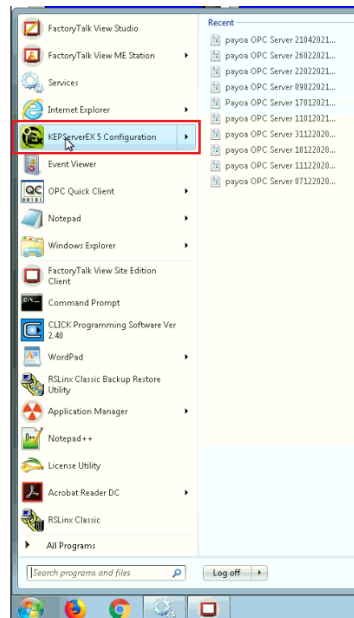 FactoryTalk View Studio
FactoryTalk View ME Station
Services
Internet Explorer
KEPServerEX 5 Configuration
Event Viewer
QC
OPC Quick Client
Notepad
Windows Explorer
FactoryTalk View Site Edition
Client
Command Prompt
CLICK Programming Software Ver
2.40
WordPad
RSLinx Classic Backup Restore
Utility
Application Manager
Notepad++
License Utility
Acrobat Reader DC
RSLinx Classic
All Programs
Search programs and files
Recent
payoa OPC Server 21042021...
payoa OPC Server 26022021...
payoa OPC Server 22022021...
payoa OPC Server 09022021...
payoa OPC Server 17012021...
payoa OPC Server 11012021...
payoa OPC Server 31122020...
payoa OPC Server 18122020...
payoa OPC Server 11122020...
payoa OPC Server 07122020...
Log off